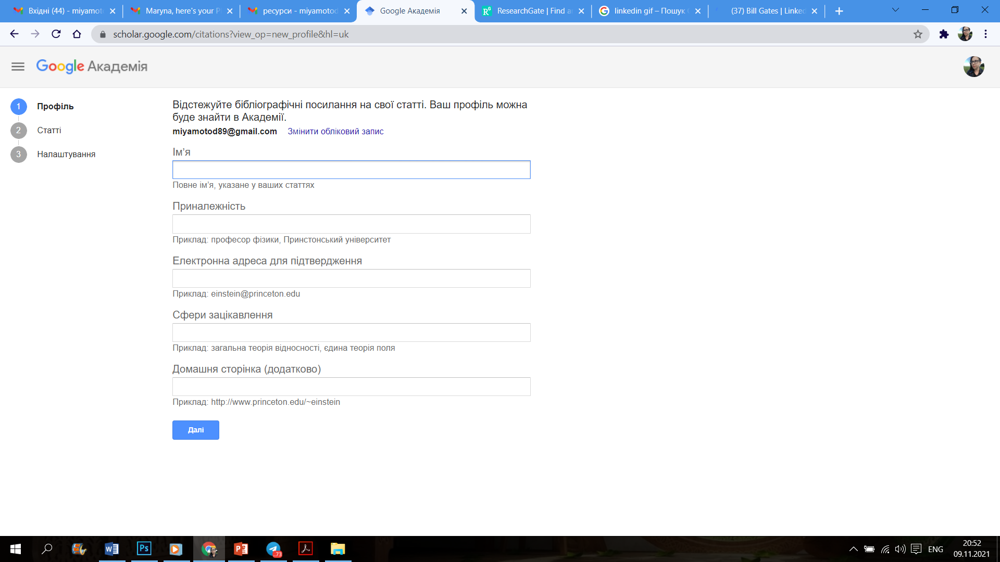 Вхідні (44) - miyamot
Maryna, here's your P
ресурси - miyamotod
Google Академія
ResearchGate | Find a
linkedin gif – Пошук
(37) Bill Gates | Linke
scholar.google.com/citations?view_op=new_profile&hl=uk
Google Академія
1 Профіль
2 Статті
3 Налаштування
Відстежуйте бібліографічні посилання на свої статті. Ваш профіль можна
буде знайти в Академії.
miyamotod89@gmail.com Змінити обліковий запис
Ім’я
Повне ім’я, указане у ваших статтях
Приналежність
Приклад: професор фізики, Принстонський університет
Електронна адреса для підтвердження
Приклад: einstein@princeton.edu
Сфери зацікавлення
Приклад: загальна теорія відносності, єдина теорія поля
Домашня сторінка (додатково)
Приклад: http://www.princeton.edu/~einstein
Далі
Ps
..73
ENG
20:52
09.11.2021